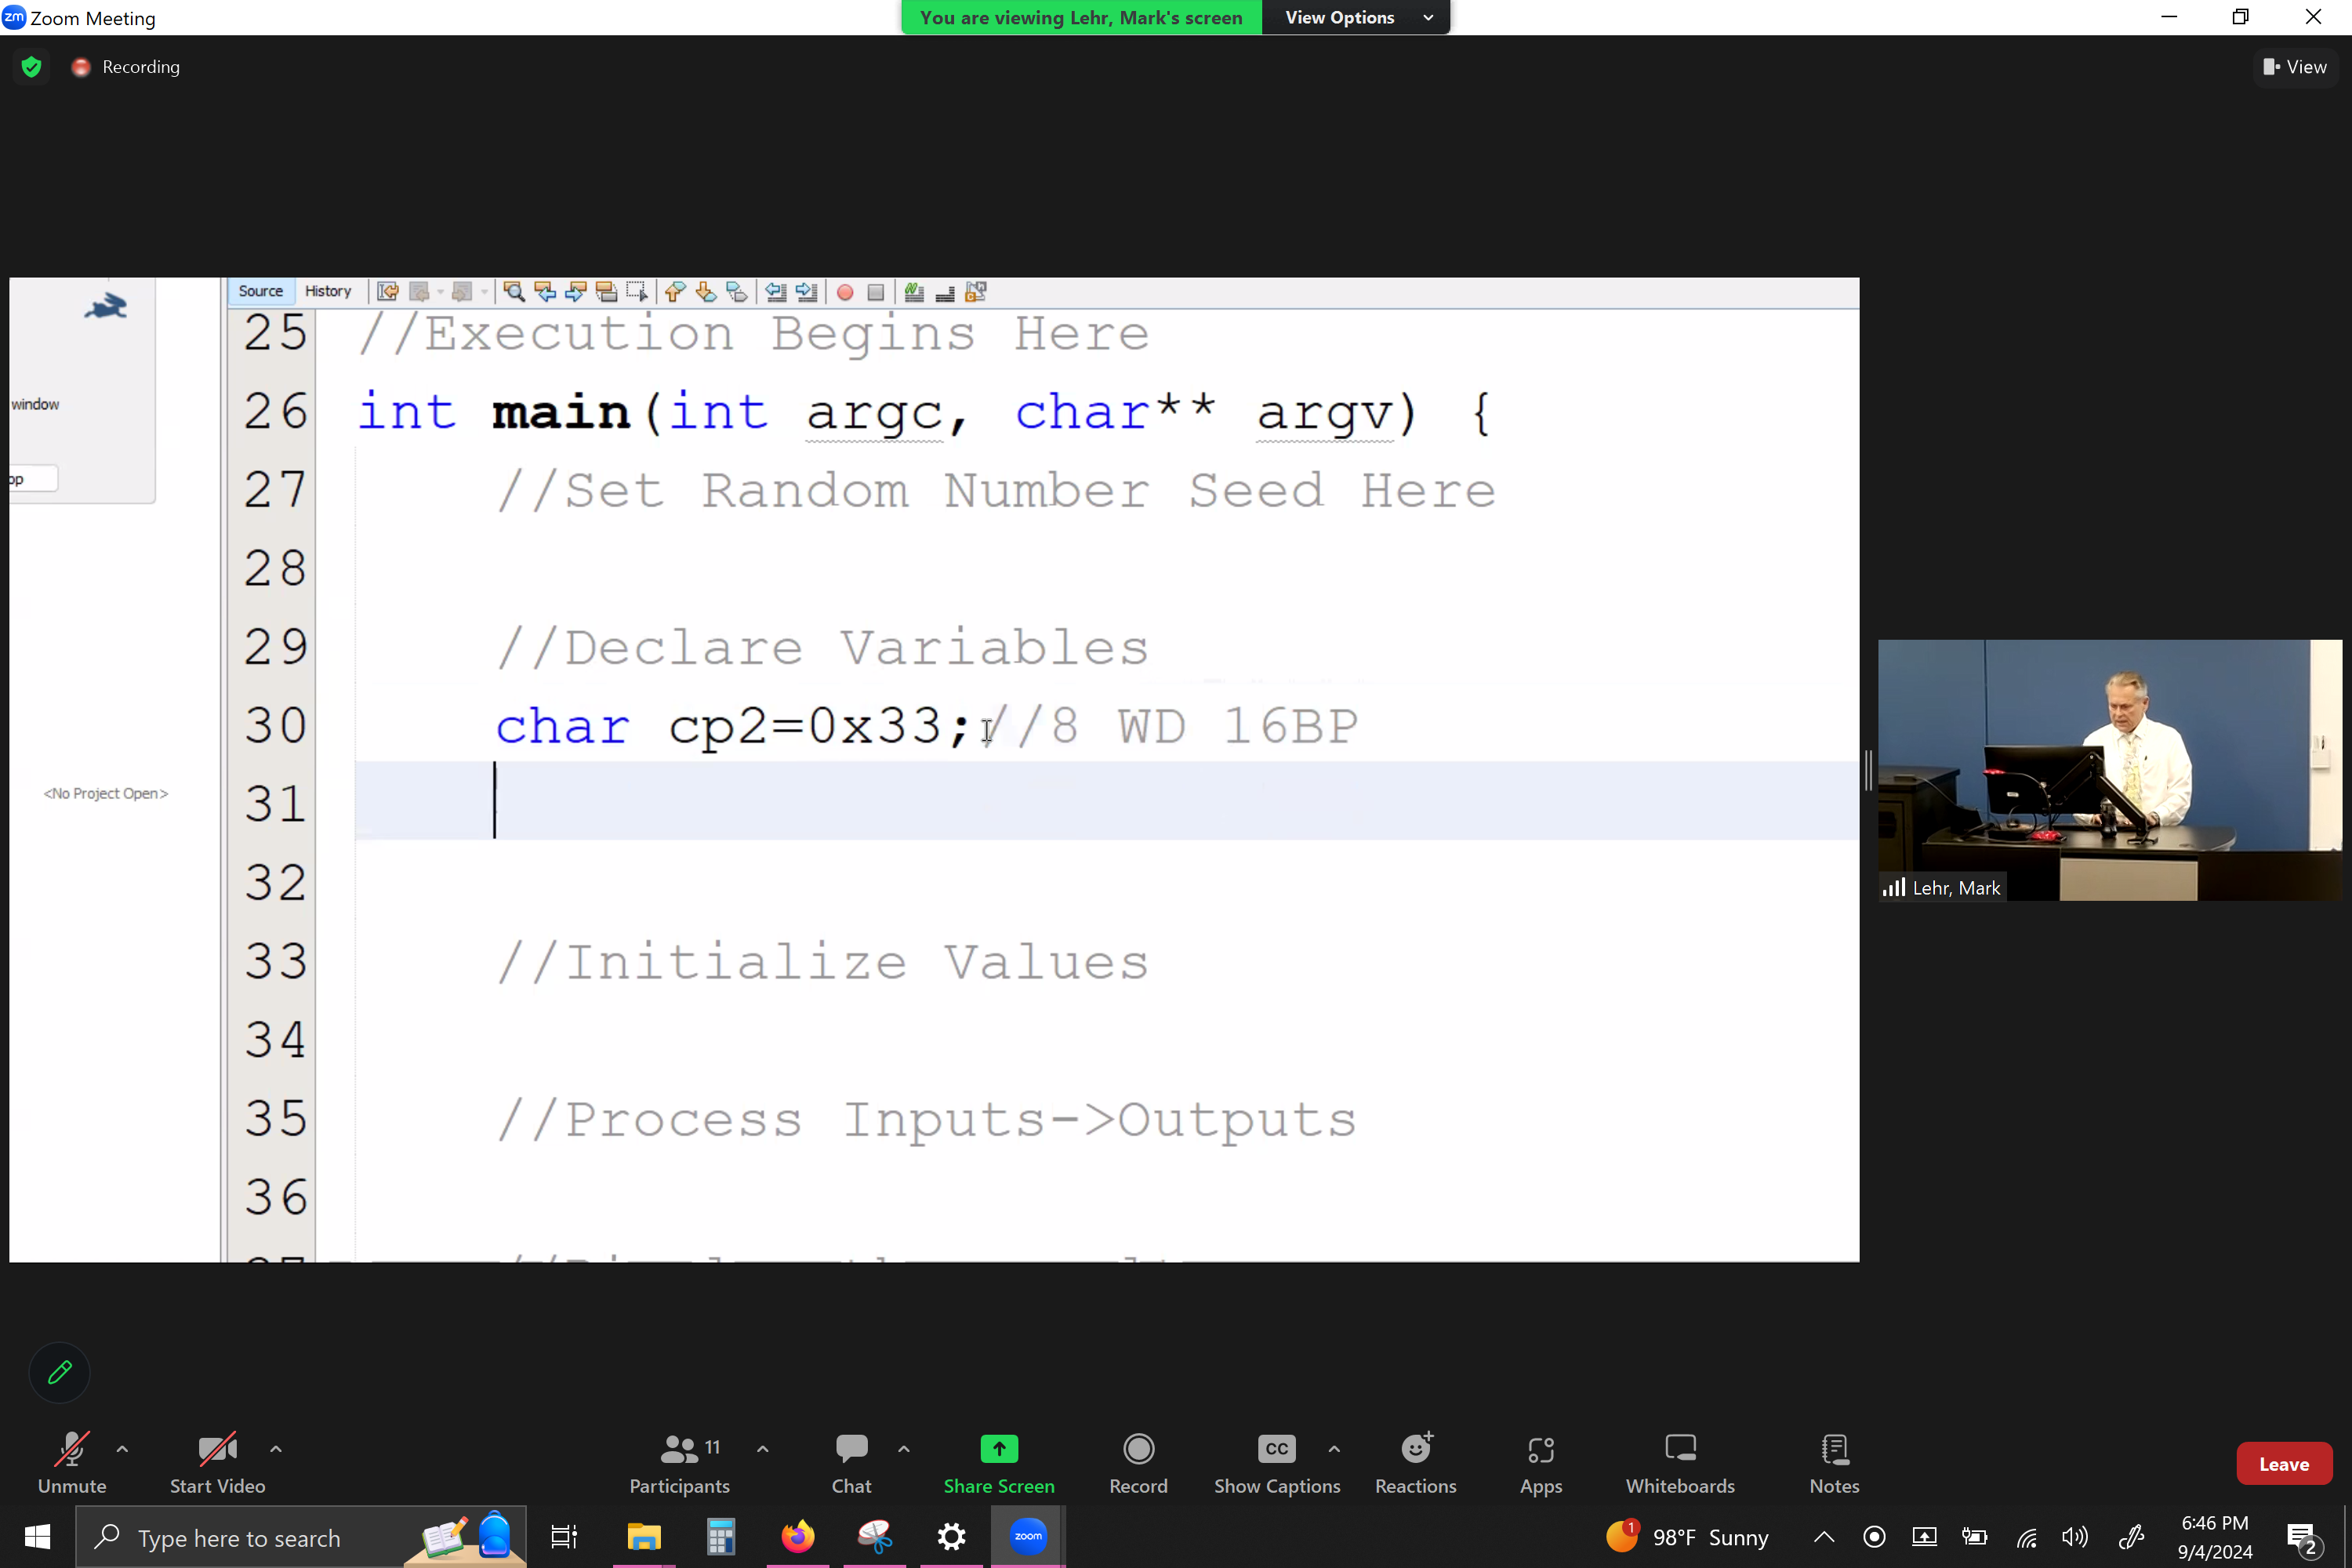 zm Zoom Meeting
You are viewing Lehr, Mark's screen View Options
Recording
View
Source History
window
op
<No Project Open>
25 //Execution Begins Here
26 int main(int argc, char** argv) {
27 //Set Random Number Seed Here
28
29 //Declare Variables
30 char cp2=0x33;//8 WD 16BP
31
32
33 //Initialize Values
34
35 //Process Inputs->Outputs
36
Lehr, Mark
11
CC
Unmute Start Video Participants Chat Share Screen Record Show Captions Reactions Apps Whiteboards Notes Leave
Type here to search
zoom
1 98°F Sunny
6:46 PM
9/4/2024
2